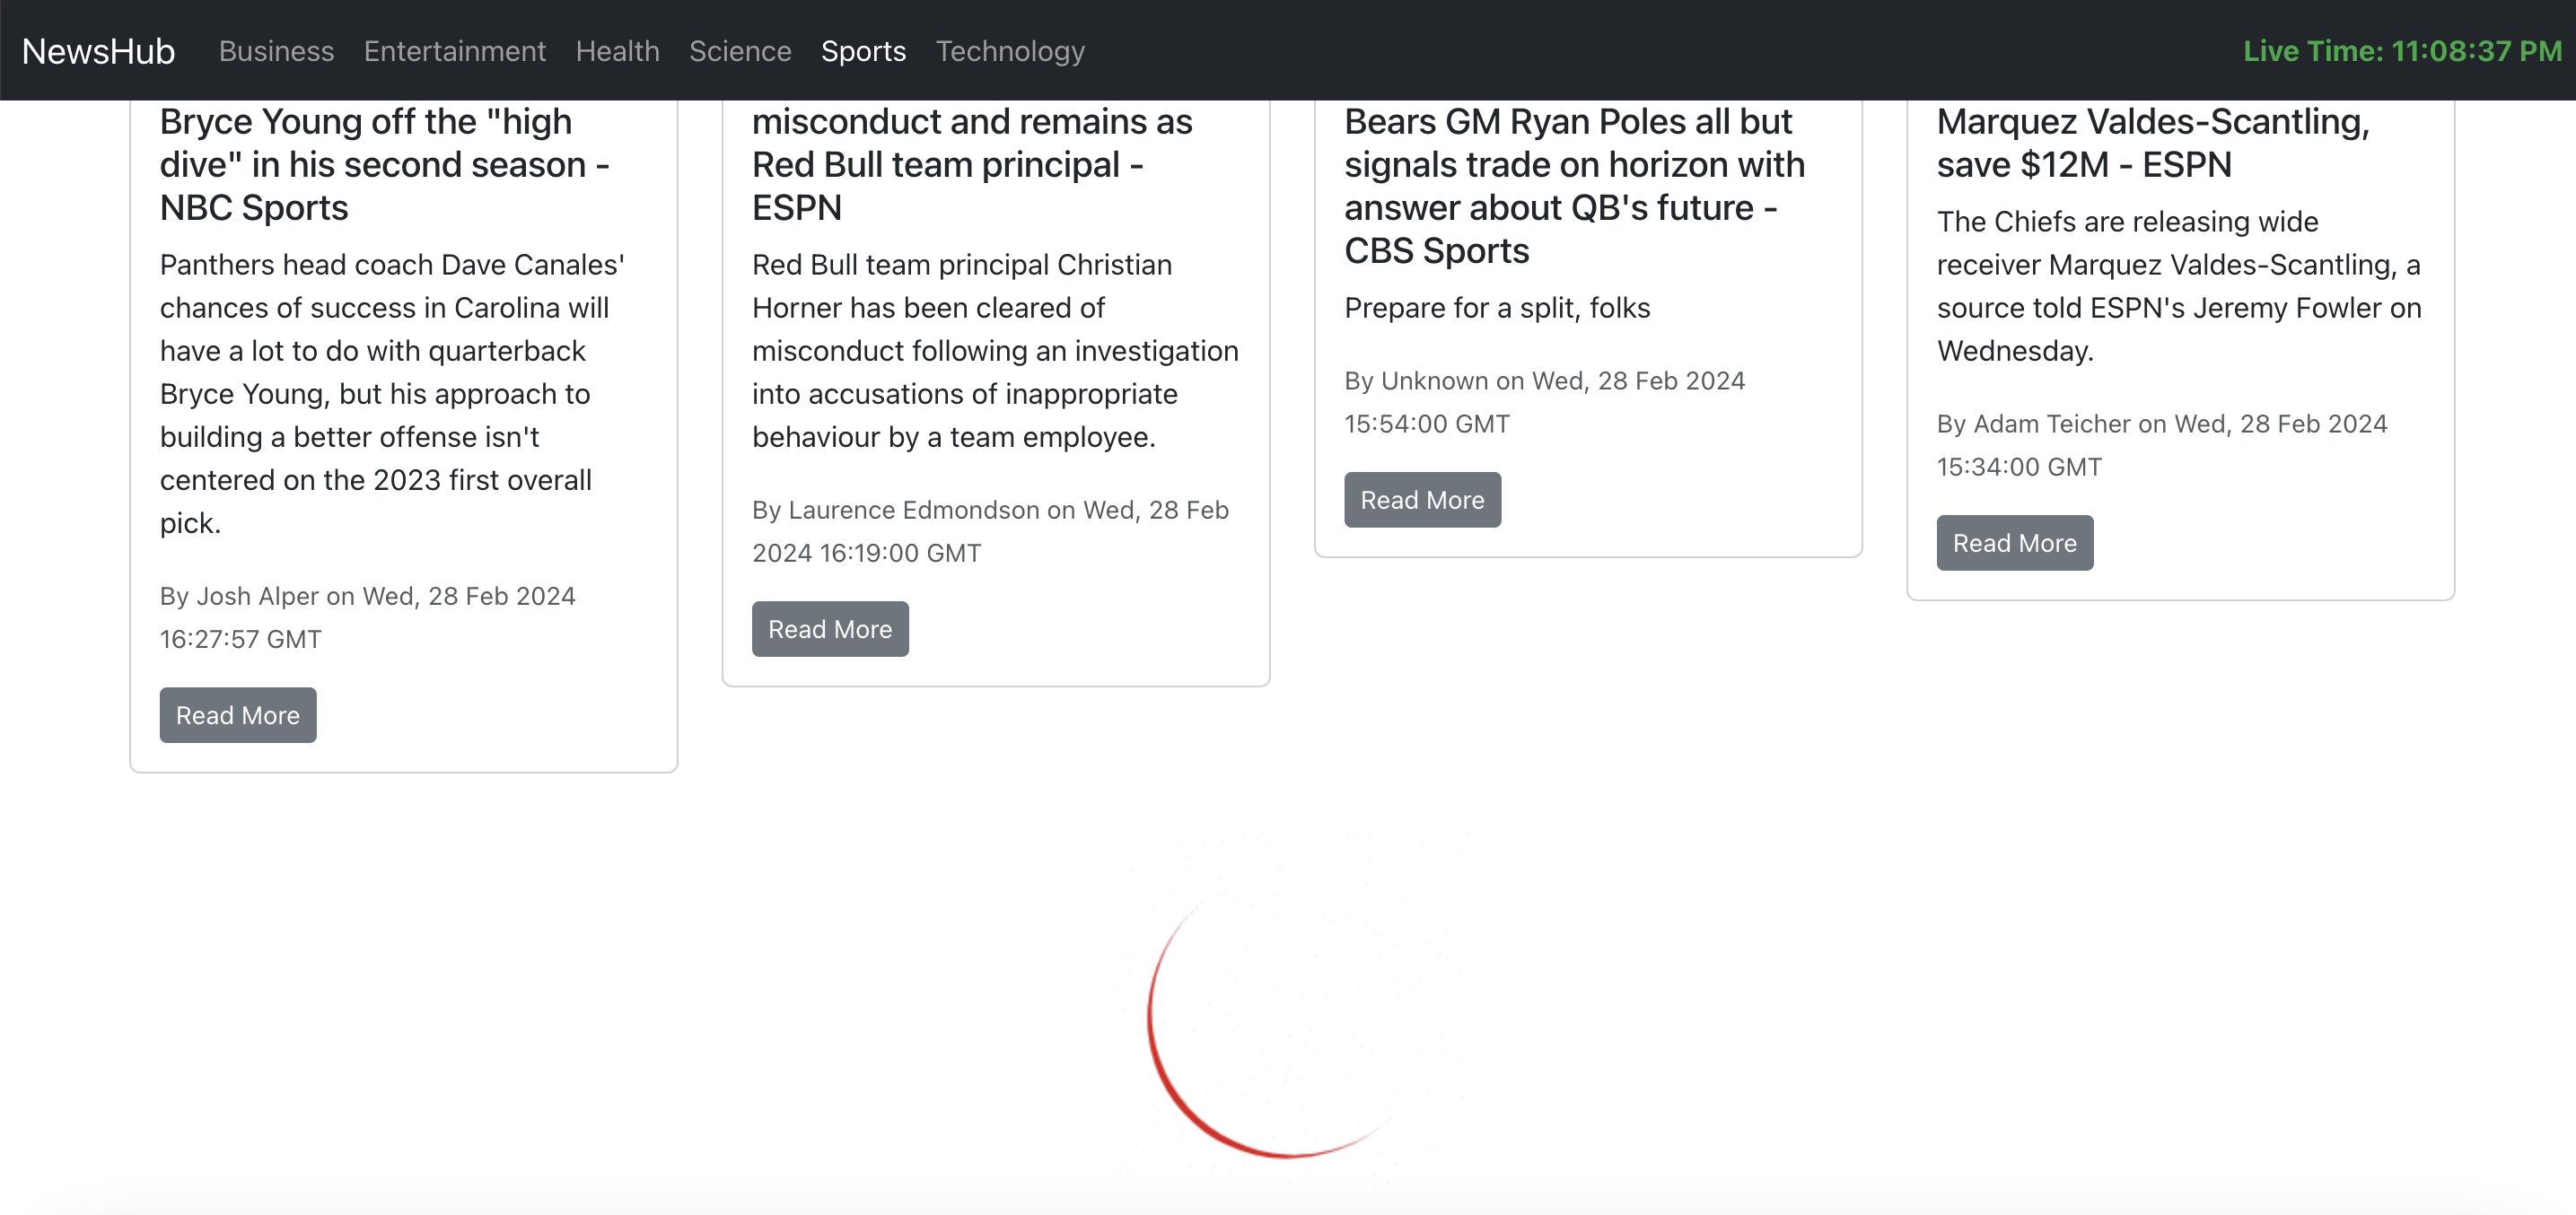 NewsHub Business Entertainment Health Science Sports Technology Live Time: 11:08:37 PM
Bryce Young off the "high
dive" in his second season -
NBC Sports
Panthers head coach Dave Canales'
chances of success in Carolina will
have a lot to do with quarterback
Bryce Young, but his approach to
building a better offense isn't
centered on the 2023 first overall
pick.
By Josh Alper on Wed, 28 Feb 2024
16:27:57 GMT
Read More
misconduct and remains as
Red Bull team principal -
ESPN
Red Bull team principal Christian
Horner has been cleared of
misconduct following an investigation
into accusations of inappropriate
behaviour by a team employee.
By Laurence Edmondson on Wed, 28 Feb
2024 16:19:00 GMT
Read More
Bears GM Ryan Poles all but
signals trade on horizon with
answer about QB's future -
CBS Sports
Prepare for a split, folks
By Unknown on Wed, 28 Feb 2024
15:54:00 GMT
Read More
Marquez Valdes-Scantling,
save $12M - ESPN
The Chiefs are releasing wide
receiver Marquez Valdes-Scantling, a
source told ESPN's Jeremy Fowler on
Wednesday.
By Adam Teicher on Wed, 28 Feb 2024
15:34:00 GMT
Read More